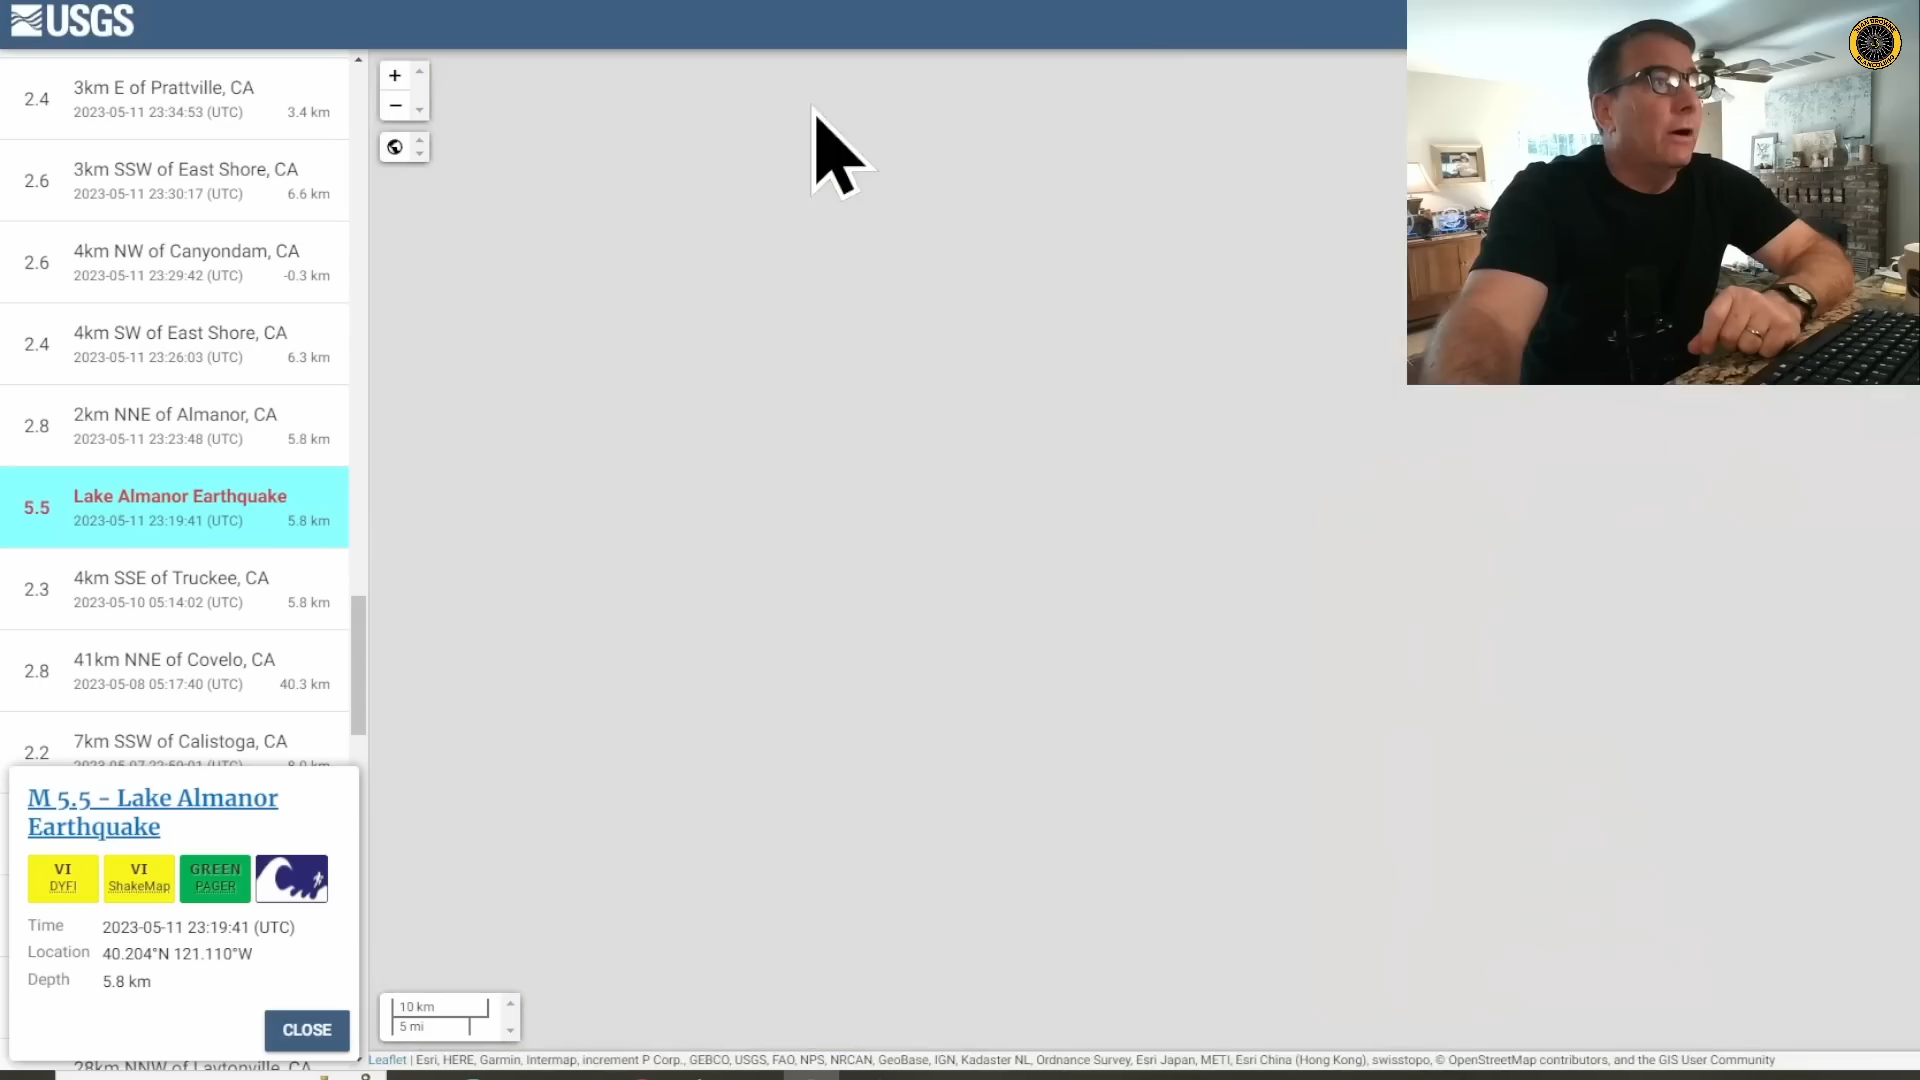 USGS
2.4
3km E of Prattville, CA
2023-05-11 23:34:53 (UTC) 3.4 km
2.6
3km SSW of East Shore, CA
2023-05-11 23:30:17 (UTC) 6.6 km
2.6
4km NW of Canyondam, CA
2023-05-11 23:29:42 (UTC) -0.3 km
2.4
4km SW of East Shore, CA
2023-05-11 23:26:03 (UTC) 6.3 km
2.8
2km NNE of Almanor, CA
2023-05-11 23:23:48 (UTC) 5.8 km
5.5
Lake Almanor Earthquake
2023-05-11 23:19:41 (UTC) 5.8 km
2.3
4km SSE of Truckee, CA
2023-05-10 05:14:02 (UTC) 5.8 km
2.8
41km NNE of Covelo, CA
2023-05-08 05:17:40 (UTC) 40.3 km
2.2
7km SSW of Calistoga, CA
M 5.5 - Lake Almanor
Earthquake
VI
DYFI
VI
ShakeMap
GREEN
PAGER
Time 2023-05-11 23:19:41 (UTC)
Location 40.204°N 121.110°W
Depth 5.8 km
CLOSE
28km NNW of Laytonville, CA
+
−
10 km
5 mi
Leaflet | Esri, HERE, Garmin, Intermap, increment P Corp., GEBCO, USGS, FAO, NPS, NRCAN, GeoBase, IGN, Kadaster NL, Ordnance Survey, Esri Japan, METI, Esri China (Hong Kong), swisstopo, © OpenStreetMap contributors, and the GIS User Community
JUAN BROWNE
BLANCOLIRIO